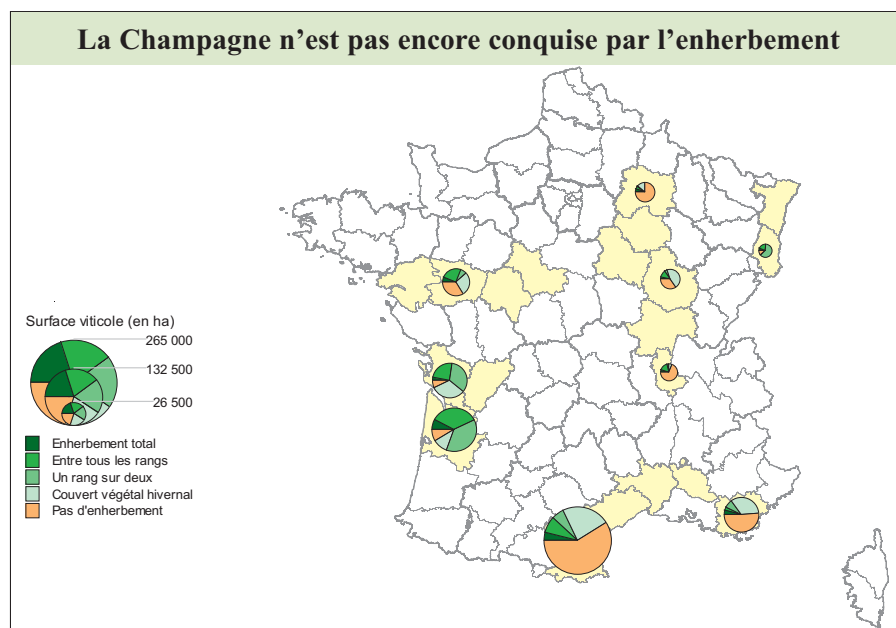 La Champagne n’est pas encore conquise par l’enherbement
Surface viticole (en ha)
265 000
132 500
26 500
Enherbement total
Entre tous les rangs
Un rang sur deux
Couvert végétal hivernal
Pas d'enherbement